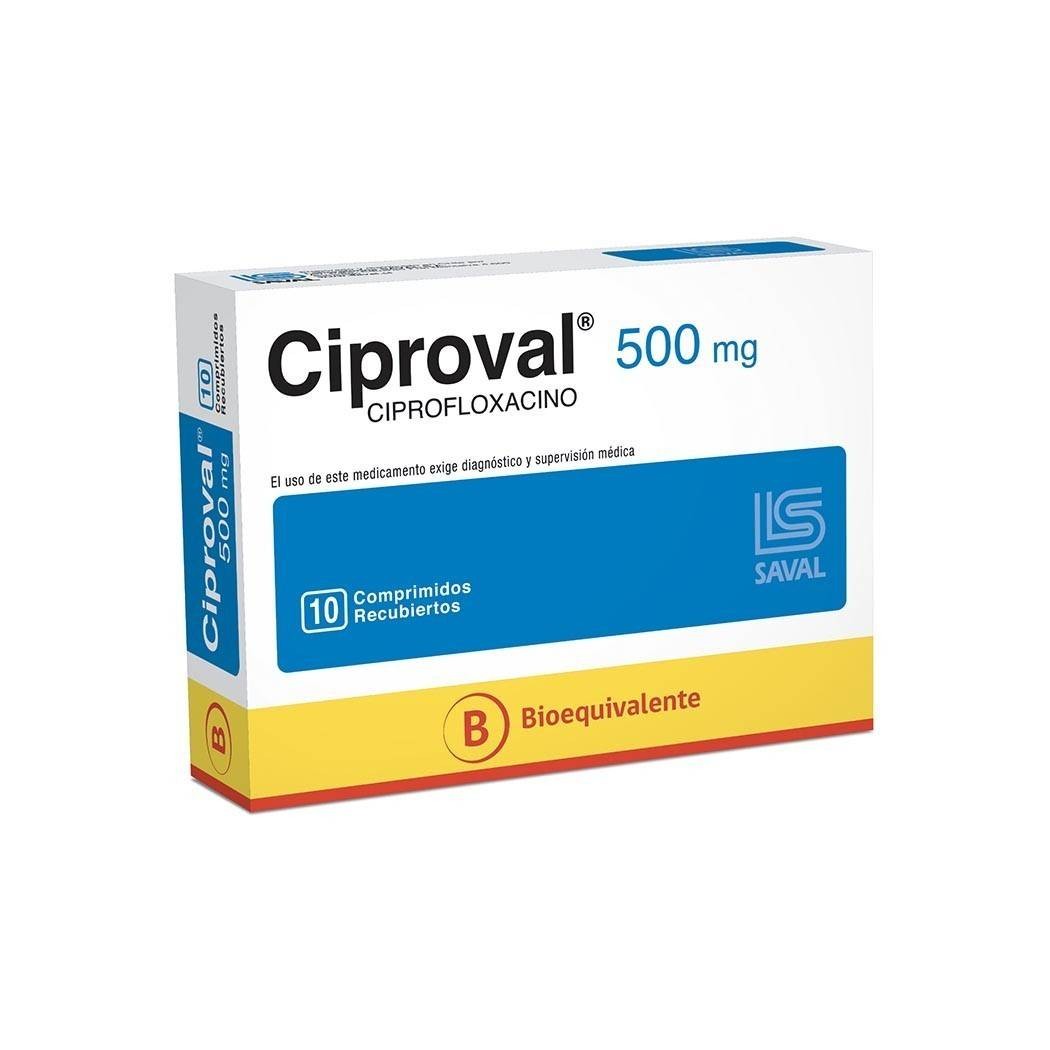 SAVAL
Ciproval® 500 mg
CIPROFLOXACINO
El uso de este medicamento exige diagnóstico y supervisión médica
10 Comprimidos
Recubiertos
SAVAL
B Bioequivalente
10 Comprimidos
Recubiertos
Ciproval®
500 mg
B